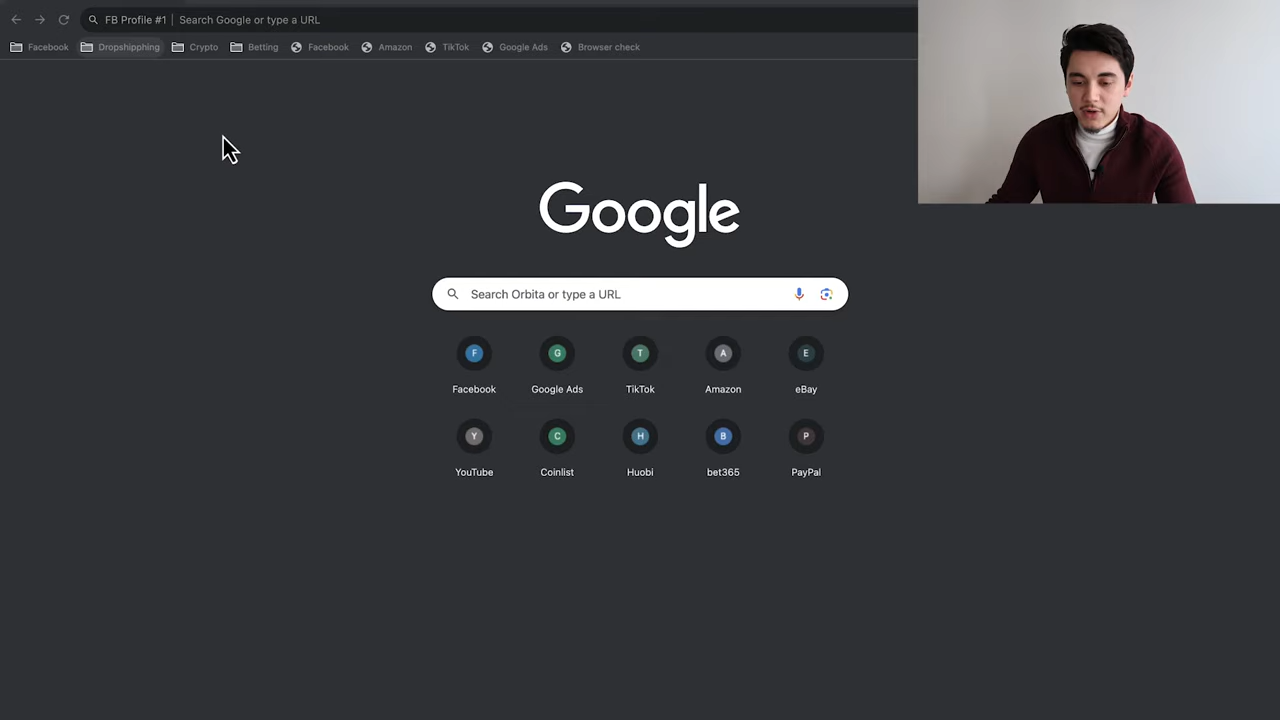 FB Profile #1 | Search Google or type a URL
Facebook Dropshipphing Crypto Betting Facebook Amazon TikTok Google Ads Browser check
Google
Search Orbita or type a URL
F G T A E
Facebook Google Ads TikTok Amazon eBay
Y C H B P
YouTube Coinlist Huobi bet365 PayPal